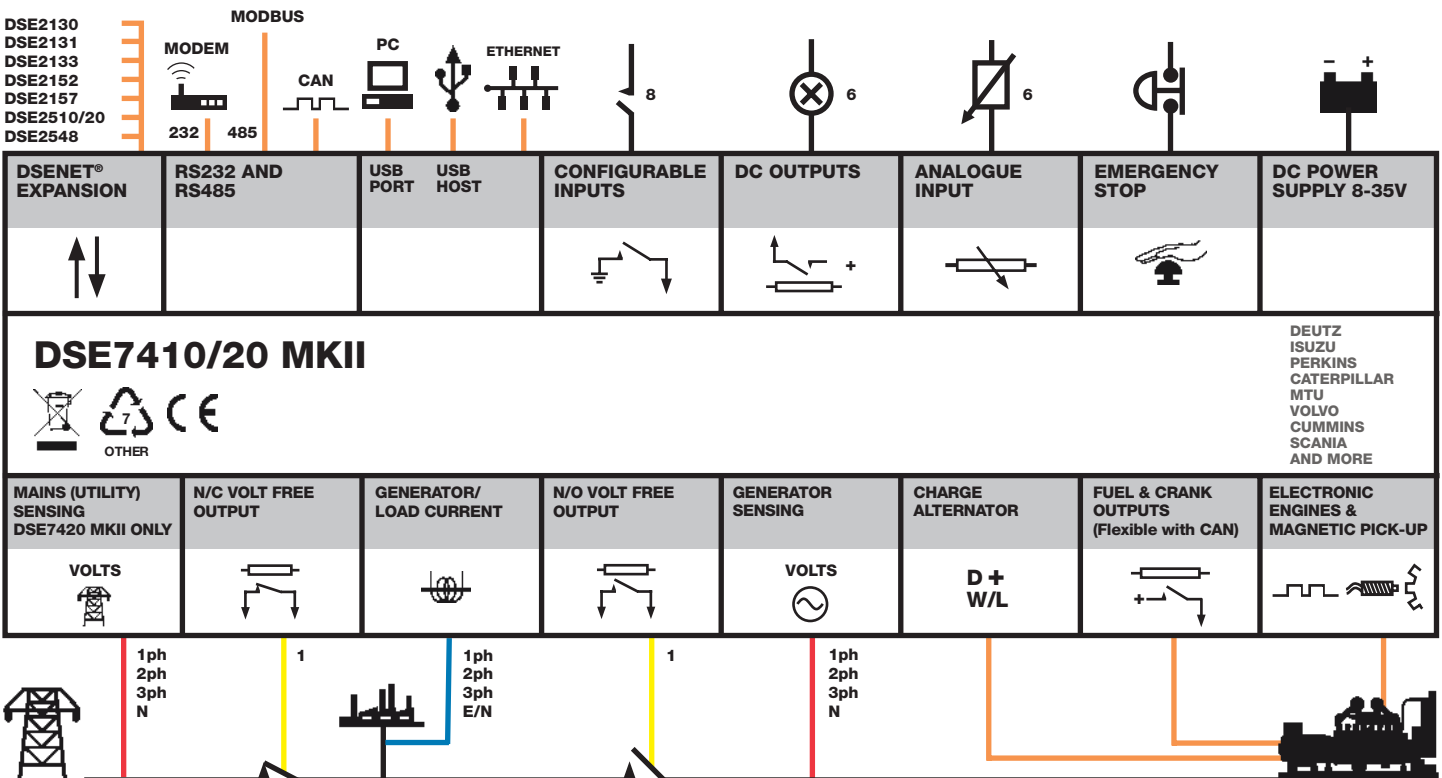 DSE2130
DSE2131
DSE2133
DSE2152
DSE2157
DSE2510/20
DSE2548
MODBUS
MODEM
CAN
232
485
PC
ETHERNET
8
6
6
- +
DSENET®
EXPANSION
RS232 AND
RS485
USB
PORT
USB
HOST
CONFIGURABLE
INPUTS
DC OUTPUTS
ANALOGUE
INPUT
EMERGENCY
STOP
DC POWER
SUPPLY 8-35V
+
DSE7410/20 MKII
7
OTHER
CE
DEUTZ
ISUZU
PERKINS
CATERPILLAR
MTU
VOLVO
CUMMINS
SCANIA
AND MORE
MAINS (UTILITY)
SENSING
DSE7420 MKII ONLY
VOLTS
N/C VOLT FREE
OUTPUT
GENERATOR/
LOAD CURRENT
N/O VOLT FREE
OUTPUT
GENERATOR
SENSING
VOLTS
CHARGE
ALTERNATOR
D +
W/L
FUEL & CRANK
OUTPUTS
(Flexible with CAN)
+
ELECTRONIC
ENGINES &
MAGNETIC PICK-UP
1ph
2ph
3ph
N
1
1ph
2ph
3ph
E/N
1
1ph
2ph
3ph
N